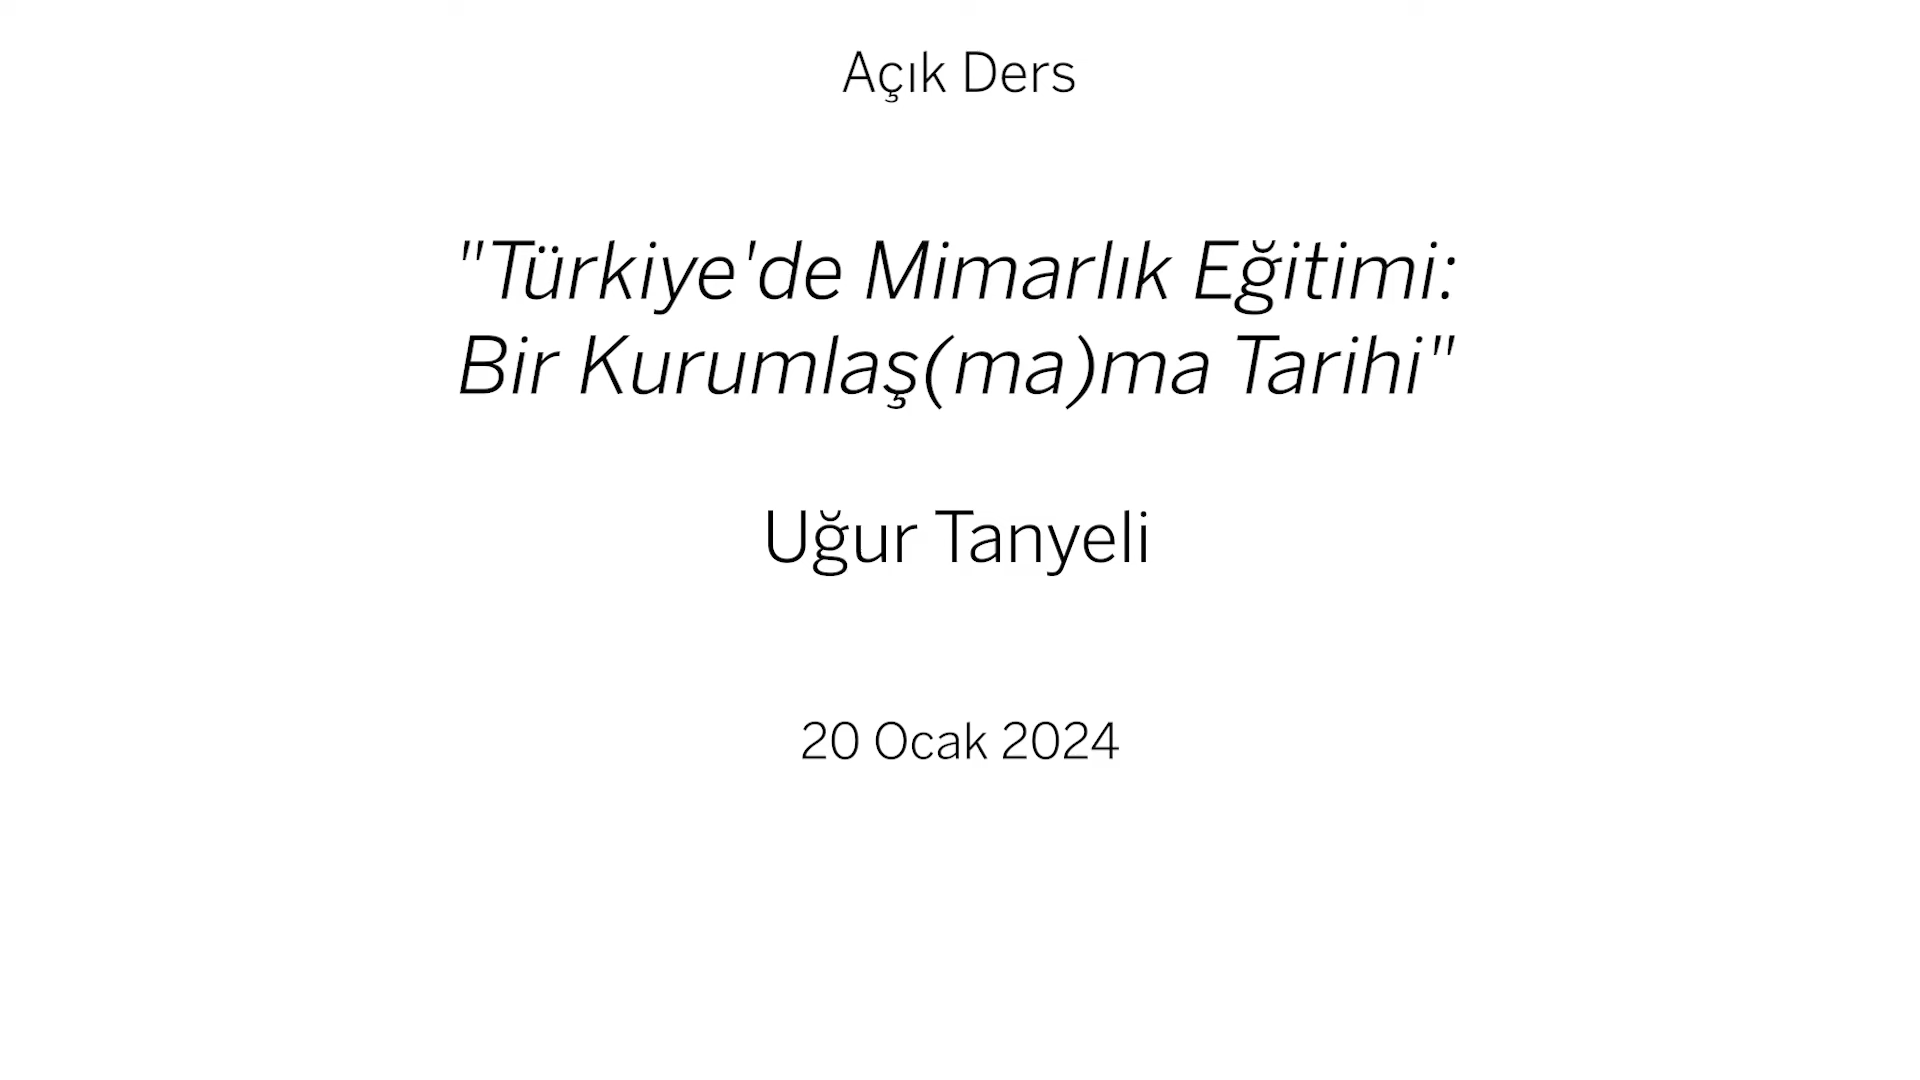 Açık Ders
"Türkiye'de Mimarlık Eğitimi:
Bir Kurumlaş(ma)ma Tarihi"
Uğur Tanyeli
20 Ocak 2024